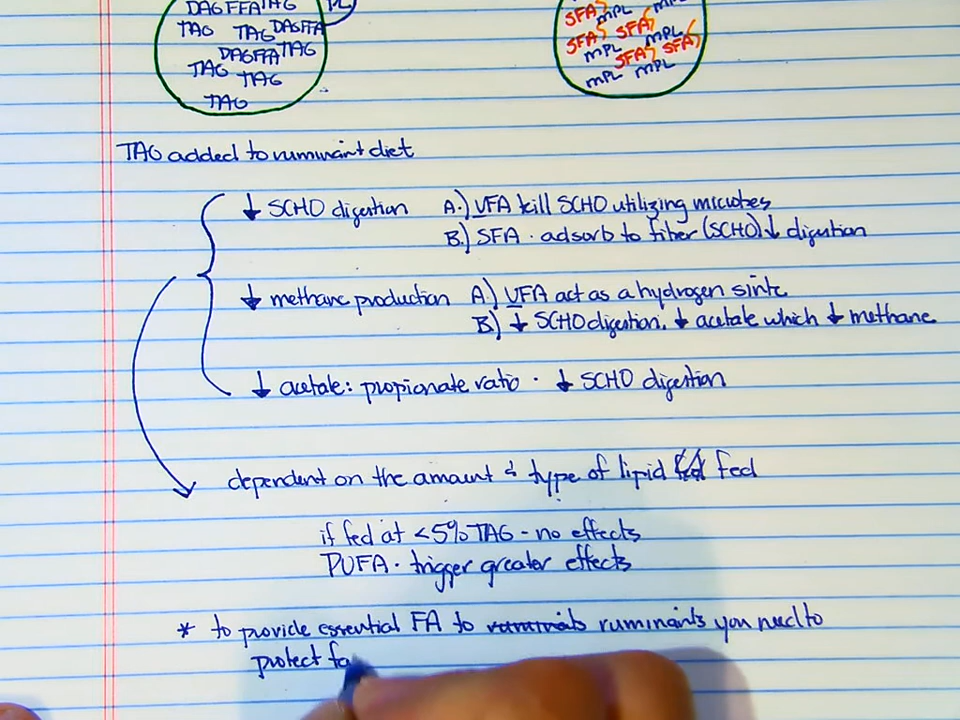 DAG FFA TAG PL
TAG TAG DAG FFA
DAG FFA TAG
TAG TAG
TAG
SFA MPL MPL
SFA SFA MPL
MPL SFA SFA
MPL MPL
TAG added to ruminant diet
↓ SCHO digestion A.) UFA kill SCHO utilizing microbes
B.) SFA - adsorb to fiber (SCHO) ↓ digestion
↓ methane production A.) UFA act as a hydrogen sink
B.) ↓ SCHO digestion, ↓ acetate which ↓ methane
↓ acetate: propionate ratio - ↓ SCHO digestion
dependent on the amount & type of lipid fed
if fed at <5% TAG - no effects
PUFA - trigger greater effects
* to provide essential FA to ruminants you need to
protect fa